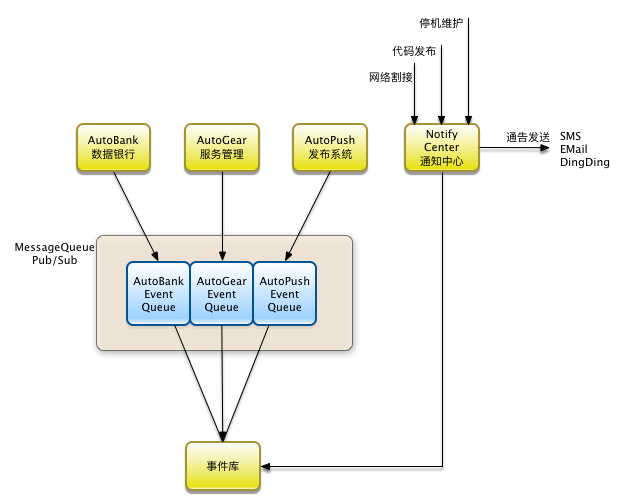 停机维护
代码发布
网络割接
AutoBank
数据银行
AutoGear
服务管理
AutoPush
发布系统
Notify
Center
通知中心
通告发送
SMS
EMail
DingDing
MessageQueue
Pub/Sub
AutoBank
Event
Queue
AutoGear
Event
Queue
AutoPush
Event
Queue
事件库